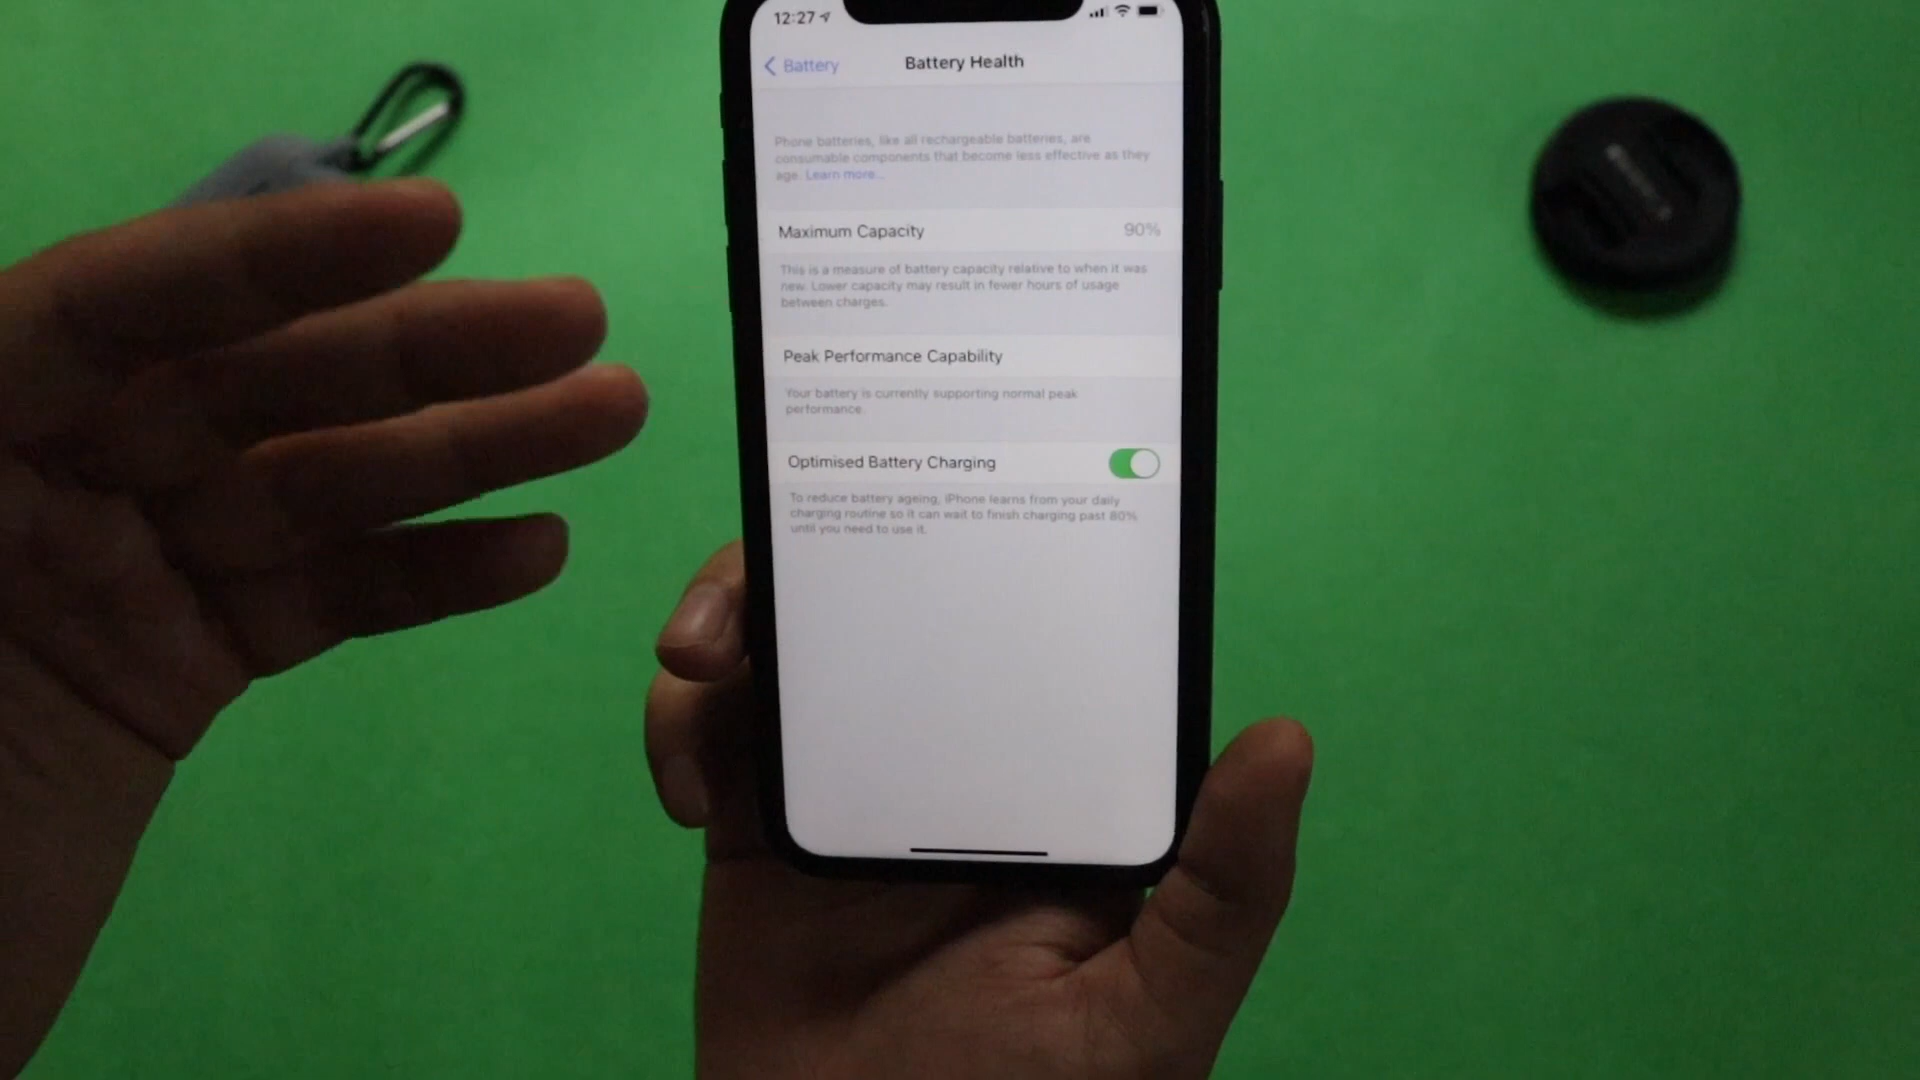 12:27
Battery
Battery Health
Phone batteries, like all rechargeable batteries, are
consumable components that become less effective as they
age. Learn more...
Maximum Capacity 90%
This is a measure of battery capacity relative to when it was
new. Lower capacity may result in fewer hours of usage
between charges.
Peak Performance Capability
Your battery is currently supporting normal peak
performance.
Optimised Battery Charging
To reduce battery ageing, iPhone learns from your daily
charging routine so it can wait to finish charging past 80%
until you need to use it.